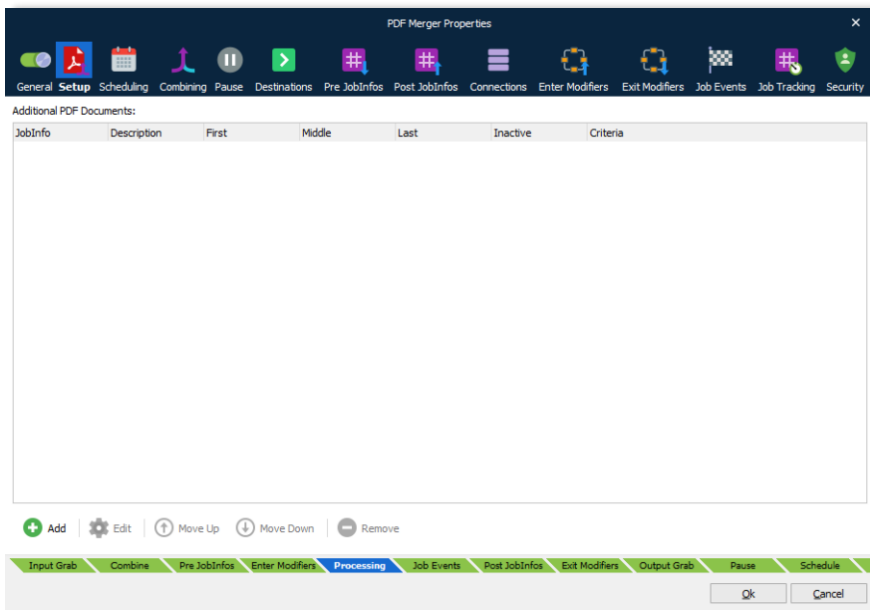 PDF Merger Properties
General Setup Scheduling Combining Pause Destinations Pre JobInfos Post JobInfos Connections Enter Modifiers Exit Modifiers Job Events Job Tracking Security
Additional PDF Documents:
JobInfo Description First Middle Last Inactive Criteria
Add Edit Move Up Move Down Remove
Input Grab Combine Pre JobInfos Enter Modifiers Processing Job Events Post JobInfos Exit Modifiers Output Grab Pause Schedule
Ok Cancel